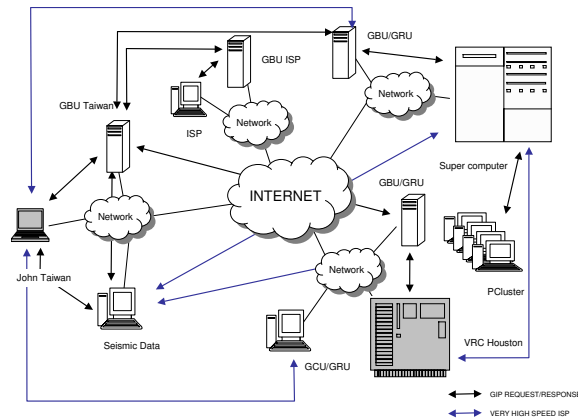 GBU/GRU
GBU ISP
GBU Taiwan
ISP
Network
Network
Super computer
INTERNET
GBU/GRU
Network
Network
PCluster
John Taiwan
Seismic Data
VRC Houston
GCU/GRU
GIP REQUEST/RESPONSE
VERY HIGH SPEED ISP